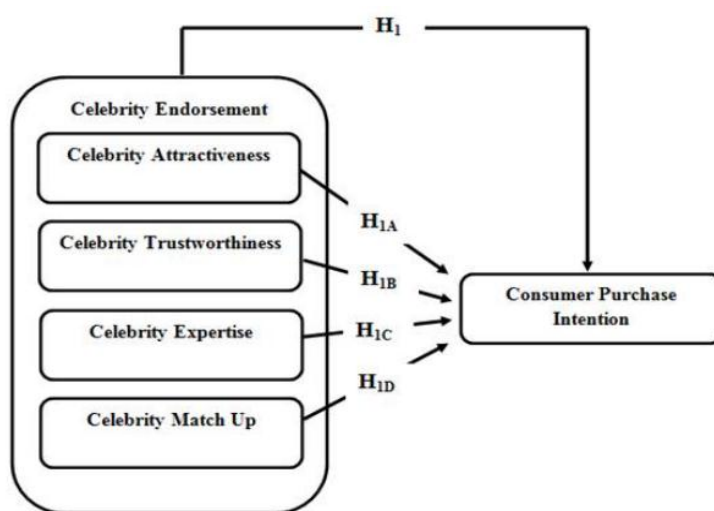 H₁
Celebrity Endorsement
Celebrity Attractiveness
H₁A
Celebrity Trustworthiness
H₁B
Consumer Purchase
Intention
Celebrity Expertise
H₁C
H₁D
Celebrity Match Up